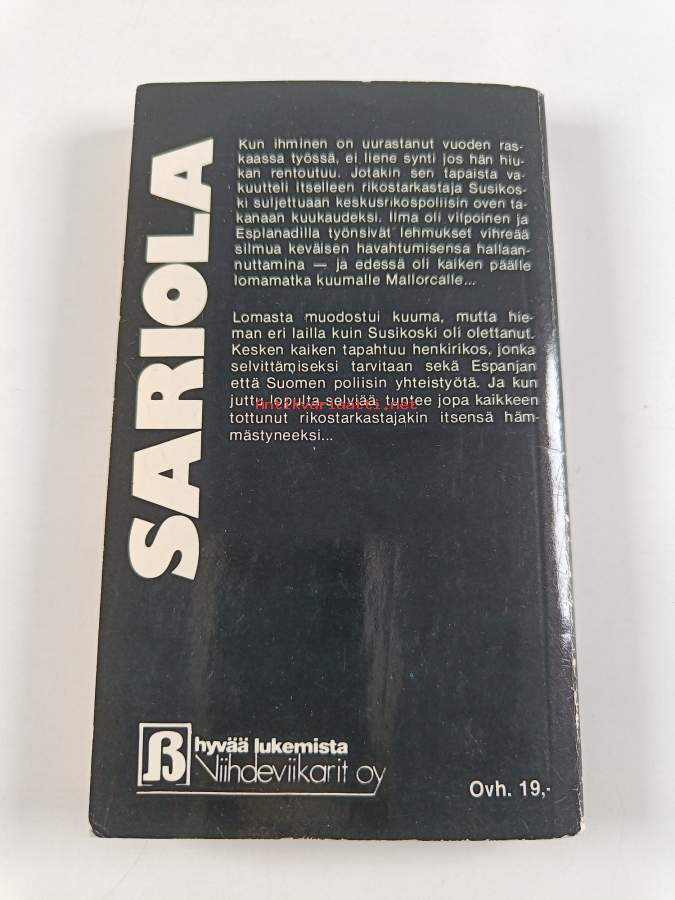 SARIOLA
Kun ihminen on uurastanut vuoden ras-
kaassa työssä, ei liene synti jos hän hiu-
kan rentoutuu. Jotakin sen tapaista va-
kuutteli itselleen rikostarkastaja Susikos-
ki suljettuaan keskusrikospoliisin oven ta-
kanaan kuukaudeksi. Ilma oli vilpoinen ja
Esplanadilla työnsivät lehmukset vihreää
silmua keväisen havahtumisensa hallaan-
nuttamina — ja edessä oli kaiken päälle
lomamatka kuumalle Mallorcalle...
Lomasta muodostui kuuma, mutta hie-
man eri lailla kuin Susikoski oli olettanut.
Kesken kaiken tapahtuu henkirikos, jonka
selvittämiseksi tarvitaan sekä Espanjan
että Suomen poliisin yhteistyötä. Ja kun
juttu lopulta selviää, tuntee jopa kaikkeen
Antikvariaatti.net
tottunut rikostarkastajakin itsensä häm-
mästyneeksi...
hyvää lukemista
Viihdeviikarit oy
Ovh. 19,-